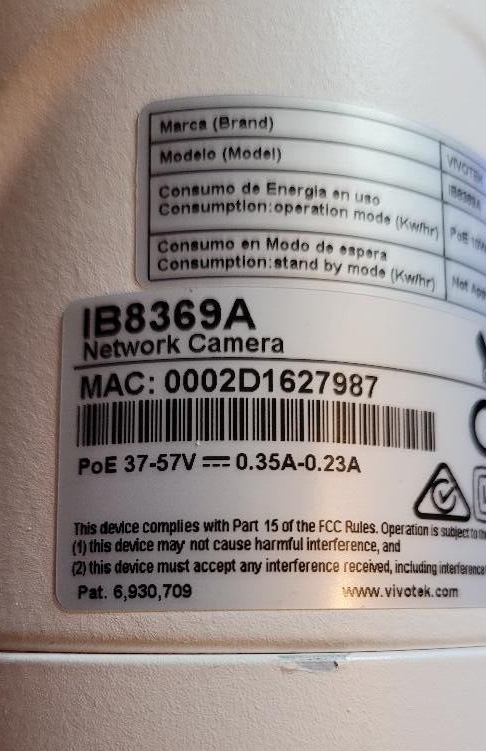 Marca (Brand)
Modelo (Model)
VIVOTEK
IB8369A
Consumo de Energia en uso
Consumption:operation mode (Kw/hr)
PoE
Consumo en Modo de espera
Consumption:stand by mode (Kw/hr)
Not
IB8369A
Network Camera
MAC: 0002D1627987
PoE 37-57V 0.35A-0.23A
This device complies with Part 15 of the FCC Rules. Operation is subject to
(1) this device may not cause harmful interference, and
(2) this device must accept any interference received, including interference
Pat. 6,930,709
www.vivotek.com